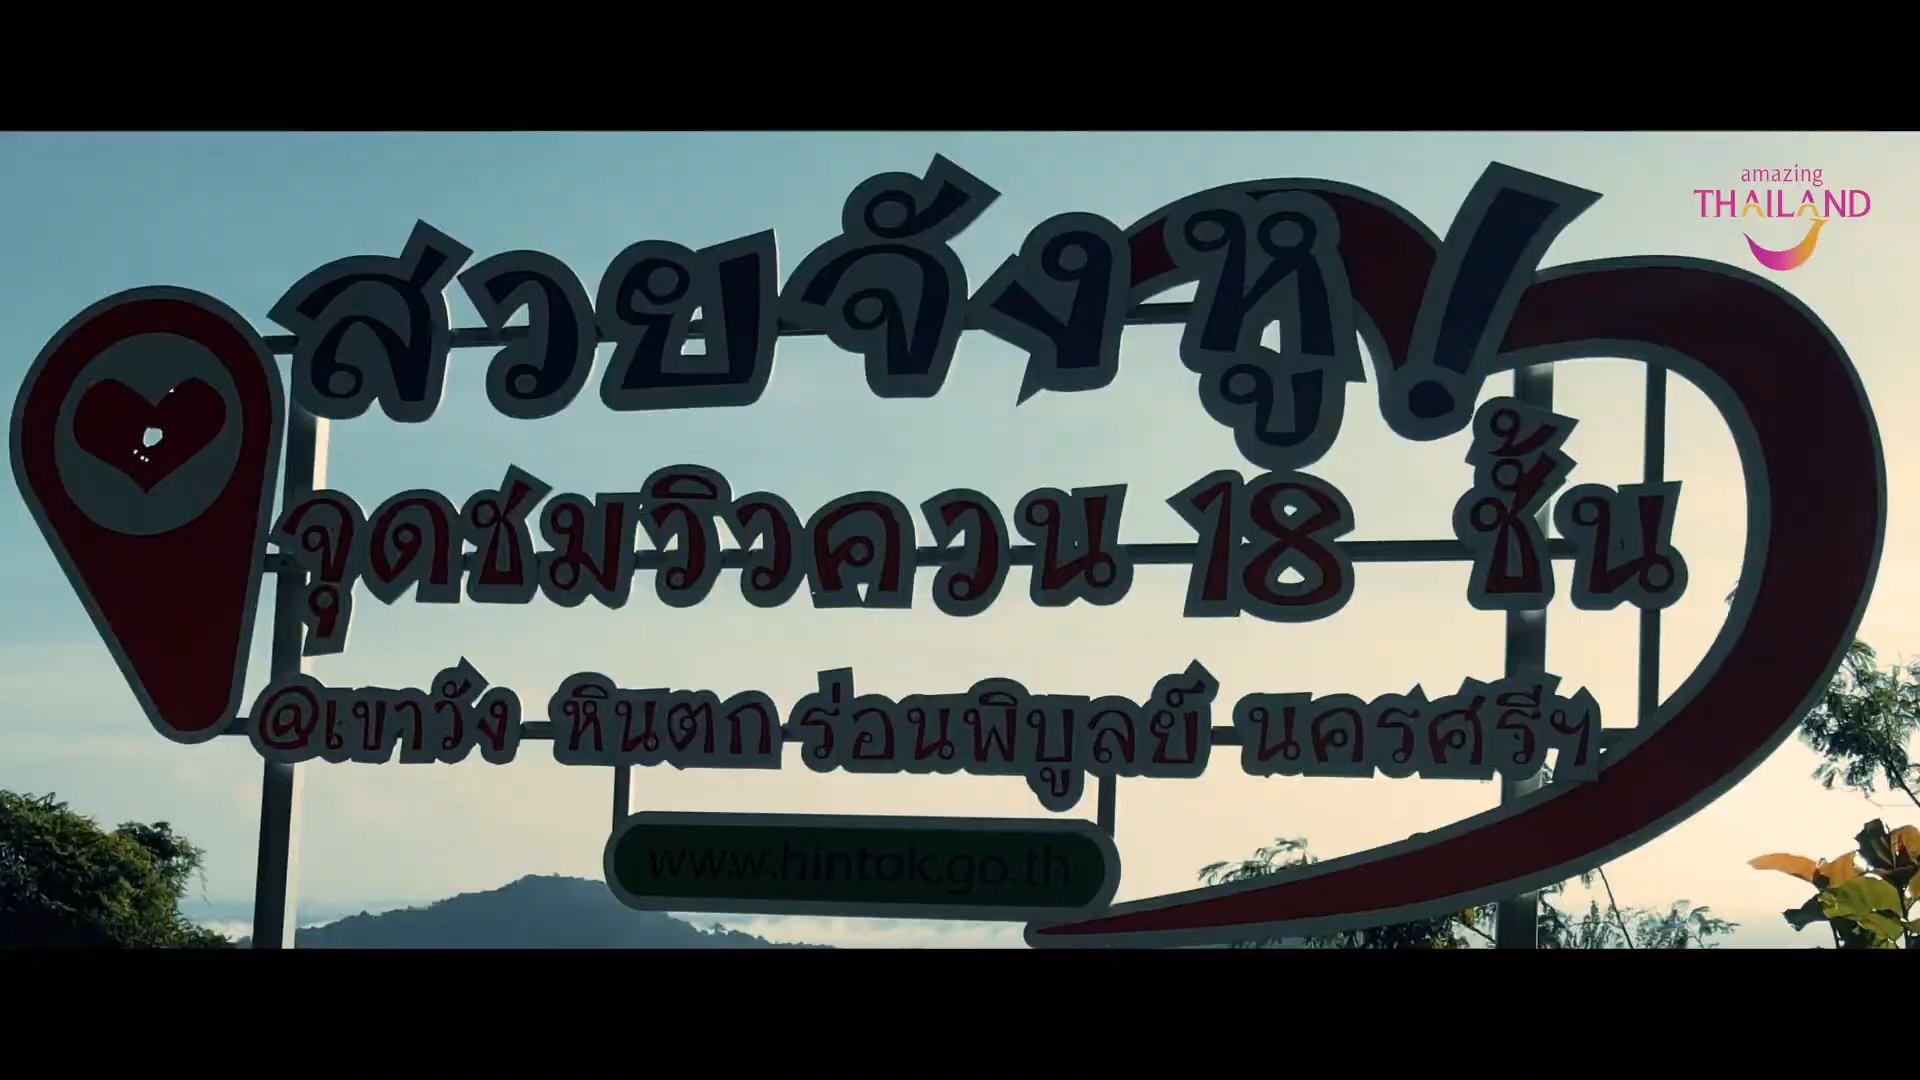 amazing
THAILAND
สวยจังหู!
จุดชมวิวควน 18 ชั้น
@เขาวัง หินตก ร่อนพิบูลย์ นครศรีฯ
www.hintok.go.th